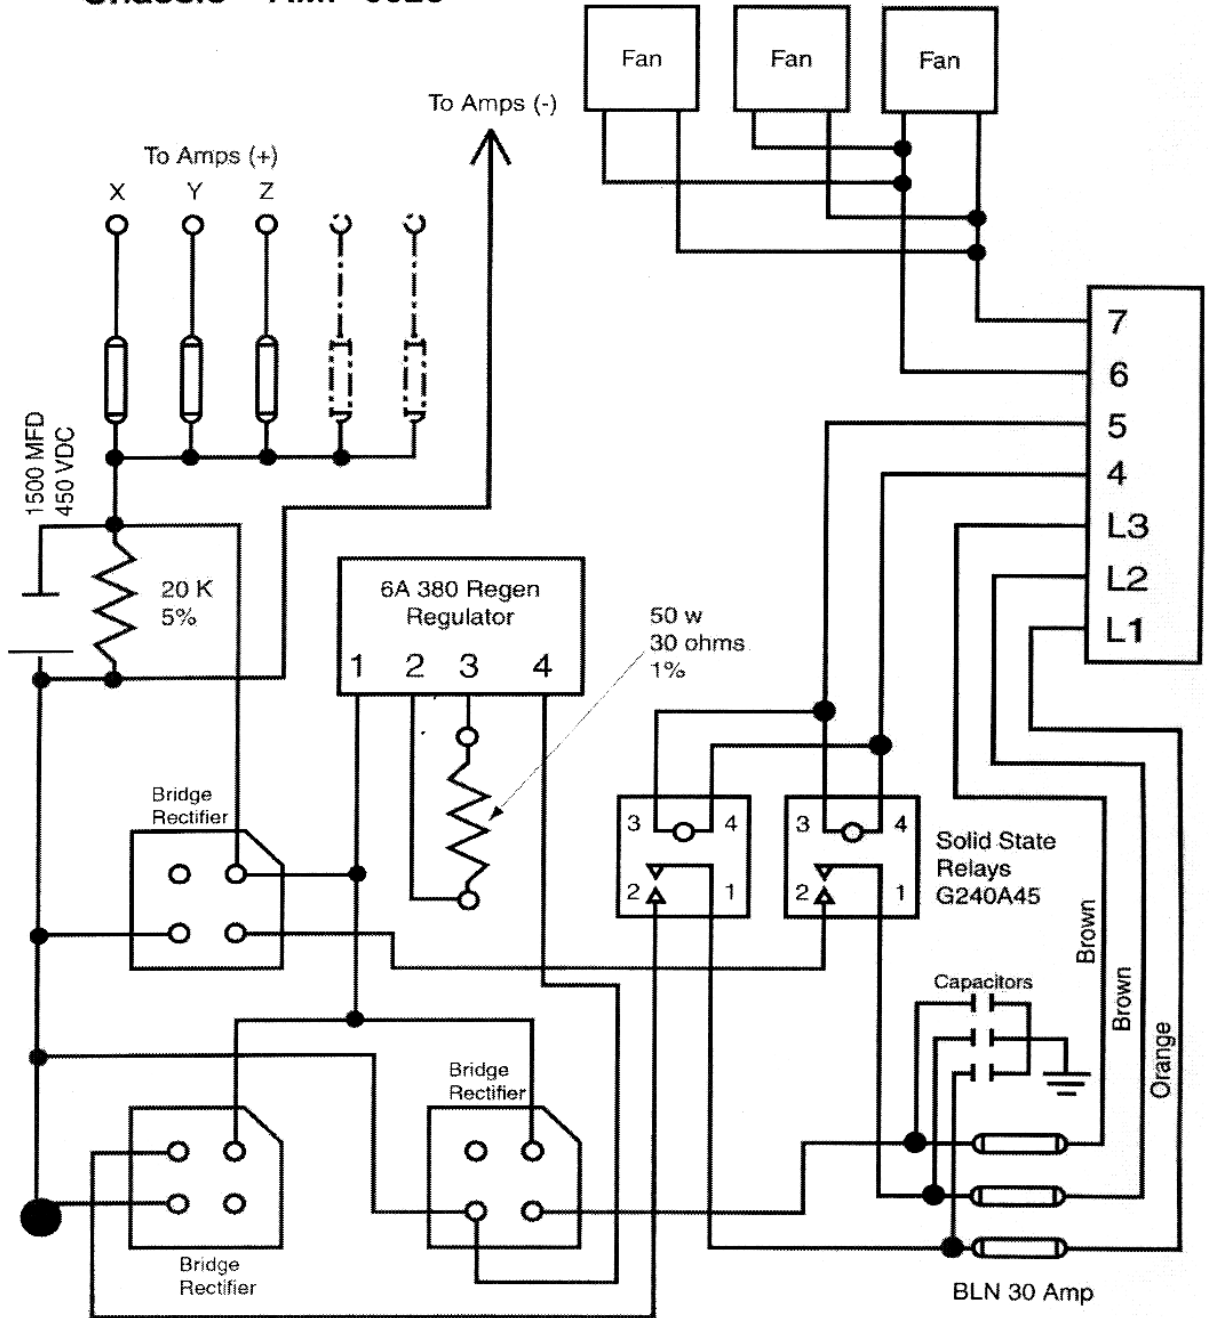 Fan
Fan
Fan
To Amps (-)
To Amps (+)
X
Y
Z
1500 MFD
450 VDC
20 K
5%
6A 380 Regen
Regulator
1
2
3
4
50 w
30 ohms
1%
7
6
5
4
L3
L2
L1
Bridge
Rectifier
3
4
2
1
3
4
2
1
Solid State
Relays
G240A45
Brown
Brown
Orange
Capacitors
Bridge
Rectifier
Bridge
Rectifier
BLN 30 Amp